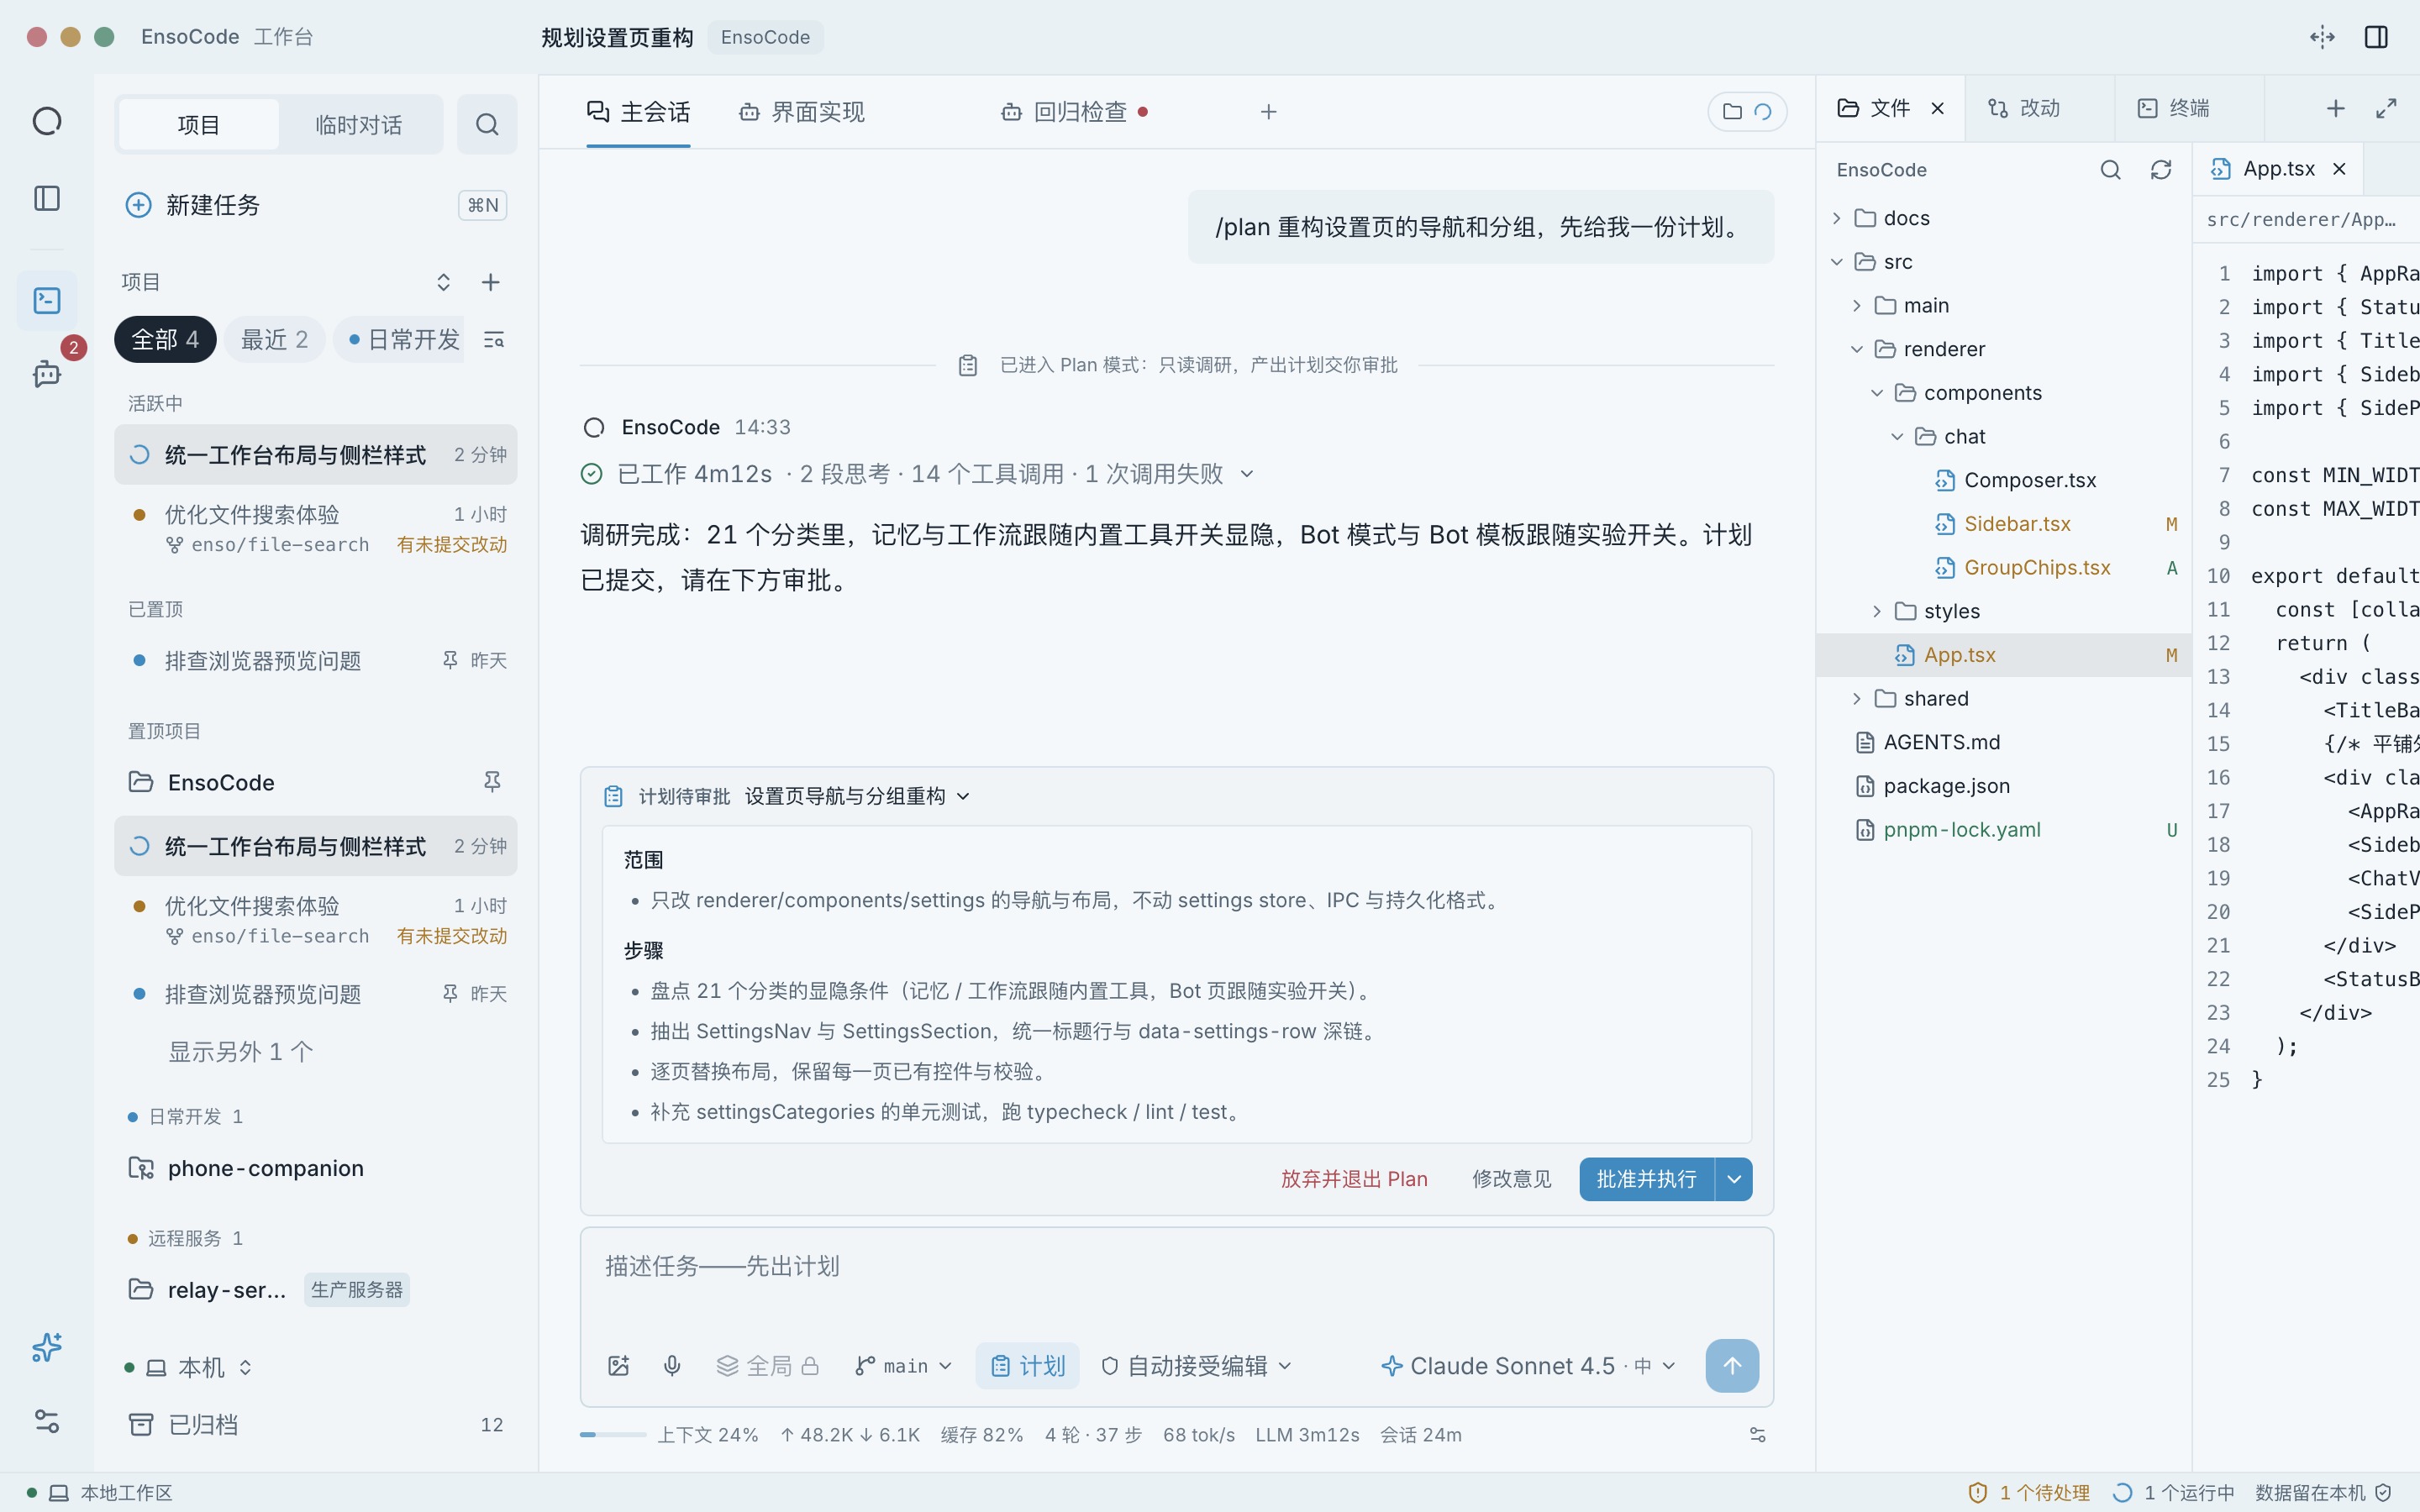 EnsoCode 工作台
规划设置页重构 EnsoCode
项目 临时对话
新建任务 ⌘N
项目
全部 4 最近 2 日常开发
2
活跃中
统一工作台布局与侧栏样式 2 分钟
优化文件搜索体验 1 小时
enso/file-search 有未提交改动
已置顶
排查浏览器预览问题 昨天
置顶项目
EnsoCode
统一工作台布局与侧栏样式 2 分钟
优化文件搜索体验 1 小时
enso/file-search 有未提交改动
排查浏览器预览问题 昨天
显示另外 1 个
日常开发 1
phone-companion
远程服务 1
relay-ser... 生产服务器
本机
已归档 12
主会话 界面实现 回归检查
/plan 重构设置页的导航和分组，先给我一份计划。
已进入 Plan 模式：只读调研，产出计划交你审批
EnsoCode 14:33
已工作 4m12s · 2 段思考 · 14 个工具调用 · 1 次调用失败
调研完成：21 个分类里，记忆与工作流跟随内置工具开关显隐，Bot 模式与 Bot 模板跟随实验开关。计划
已提交，请在下方审批。
计划待审批 设置页导航与分组重构
范围
• 只改 renderer/components/settings 的导航与布局，不动 settings store、IPC 与持久化格式。
步骤
• 盘点 21 个分类的显隐条件（记忆 / 工作流跟随内置工具，Bot 页跟随实验开关）。
• 抽出 SettingsNav 与 SettingsSection，统一标题行与 data-settings-row 深链。
• 逐页替换布局，保留每一页已有控件与校验。
• 补充 settingsCategories 的单元测试，跑 typecheck / lint / test。
放弃并退出 Plan 修改意见 批准并执行
描述任务——先出计划
全局 main 计划 自动接受编辑 Claude Sonnet 4.5 · 中
上下文 24% ↑ 48.2K ↓ 6.1K 缓存 82% 4 轮 · 37 步 68 tok/s LLM 3m12s 会话 24m
文件 改动 终端
EnsoCode
docs
src
main
renderer
components
chat
Composer.tsx
Sidebar.tsx M
GroupChips.tsx A
styles
App.tsx M
shared
AGENTS.md
package.json
pnpm-lock.yaml U
App.tsx
src/renderer/App…
1 import { AppRa
2 import { Statu
3 import { Title
4 import { Sideb
5 import { SideP
6
7 const MIN_WIDT
8 const MAX_WIDT
9
10 export default
11 const [colla
12 return (
13 <div class
14 <TitleBa
15 {/* 平铺
16 <div cla
17 <AppRa
18 <Sideb
19 <ChatV
20 <SideP
21 </div>
22 <StatusB
23 </div>
24 );
25 }
本地工作区
1 个待处理 1 个运行中 数据留在本机